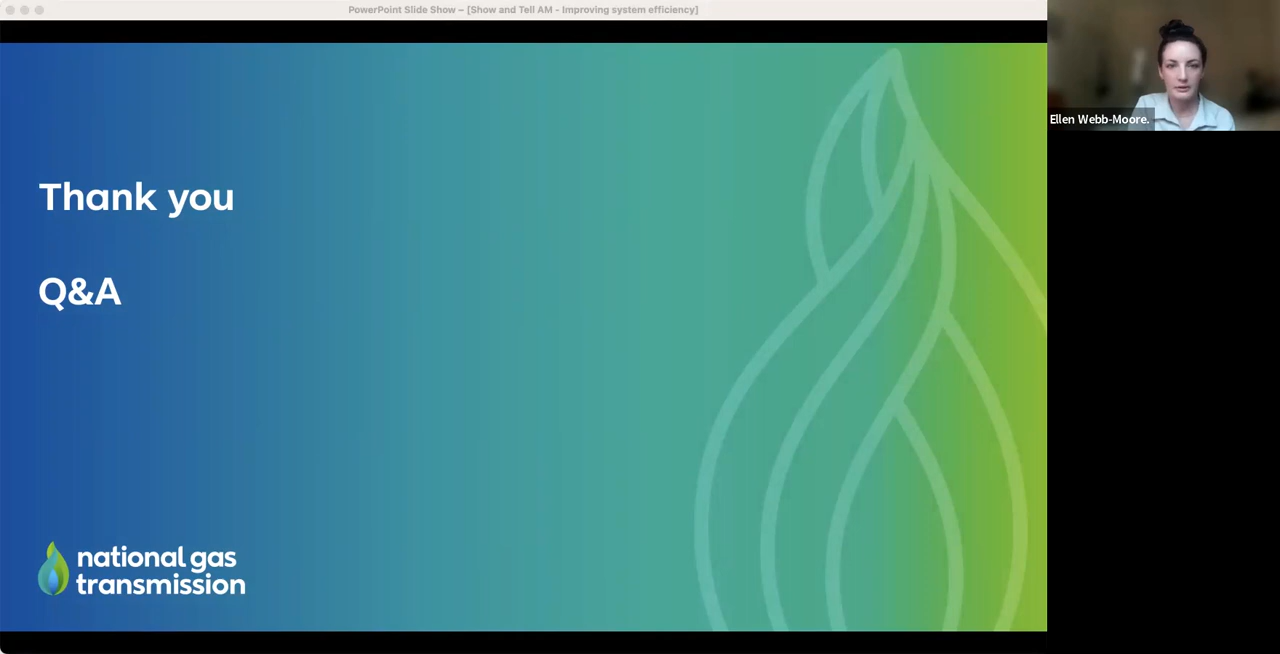 PowerPoint Slide Show – [Show and Tell AM - Improving system efficiency]
Ellen Webb-Moore.
Thank you
Q&A
national gas
transmission